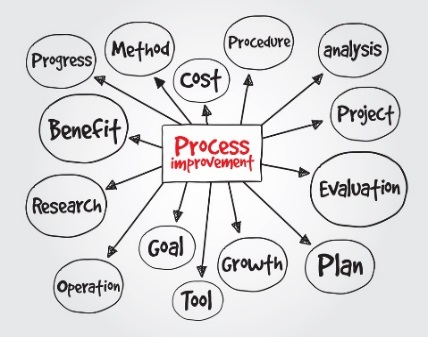 Progress
Method
Cost
Procedure
analysis
Benefit
Process
improvement
Project
Research
Evaluation
Operation
Goal
Tool
Growth
Plan